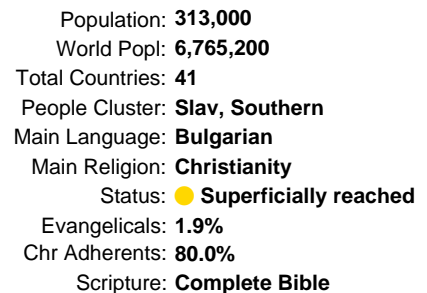 Population: 313,000
World Popl: 6,765,200
Total Countries: 41
People Cluster: Slav, Southern
Main Language: Bulgarian
Main Religion: Christianity
Status: Superficially reached
Evangelicals: 1.9%
Chr Adherents: 80.0%
Scripture: Complete Bible